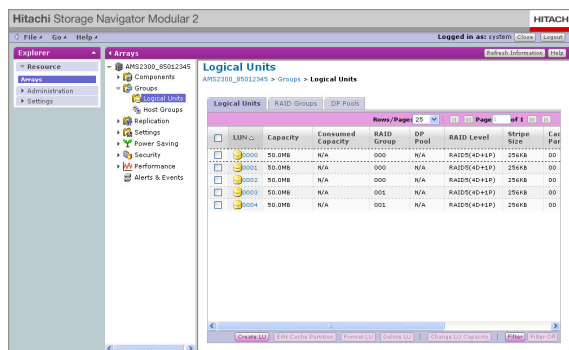 Hitachi Storage Navigator Modular 2
HITACH
File Go Help
Logged in as: system Close Logout
Explorer
Arrays
Refresh Information Help
Resource
Arrays
Administration
Settings
AMS2300_85012345
Components
Groups
Logical Units
Host Groups
Replication
Settings
Power Saving
Security
Performance
Alerts & Events
Logical Units
AMS2300_85012345 > Groups > Logical Units
Logical Units RAID Groups DP Pools
Rows/Page: 25 Page 1 of 1
LUN Capacity Consumed Capacity RAID Group DP Pool RAID Level Stripe Size Cac Par
0000 50.0MB N/A 000 N/A RAID5(4D+1P) 256KB 00
0001 50.0MB N/A 000 N/A RAID5(4D+1P) 256KB 00
0002 50.0MB N/A 000 N/A RAID5(4D+1P) 256KB 00
0003 50.0MB N/A 001 N/A RAID5(4D+1P) 256KB 00
0004 50.0MB N/A 001 N/A RAID5(4D+1P) 256KB 00
Create LU Edit Cache Partition Format LU Delete LU Change LU Capacity Filter Filter Off